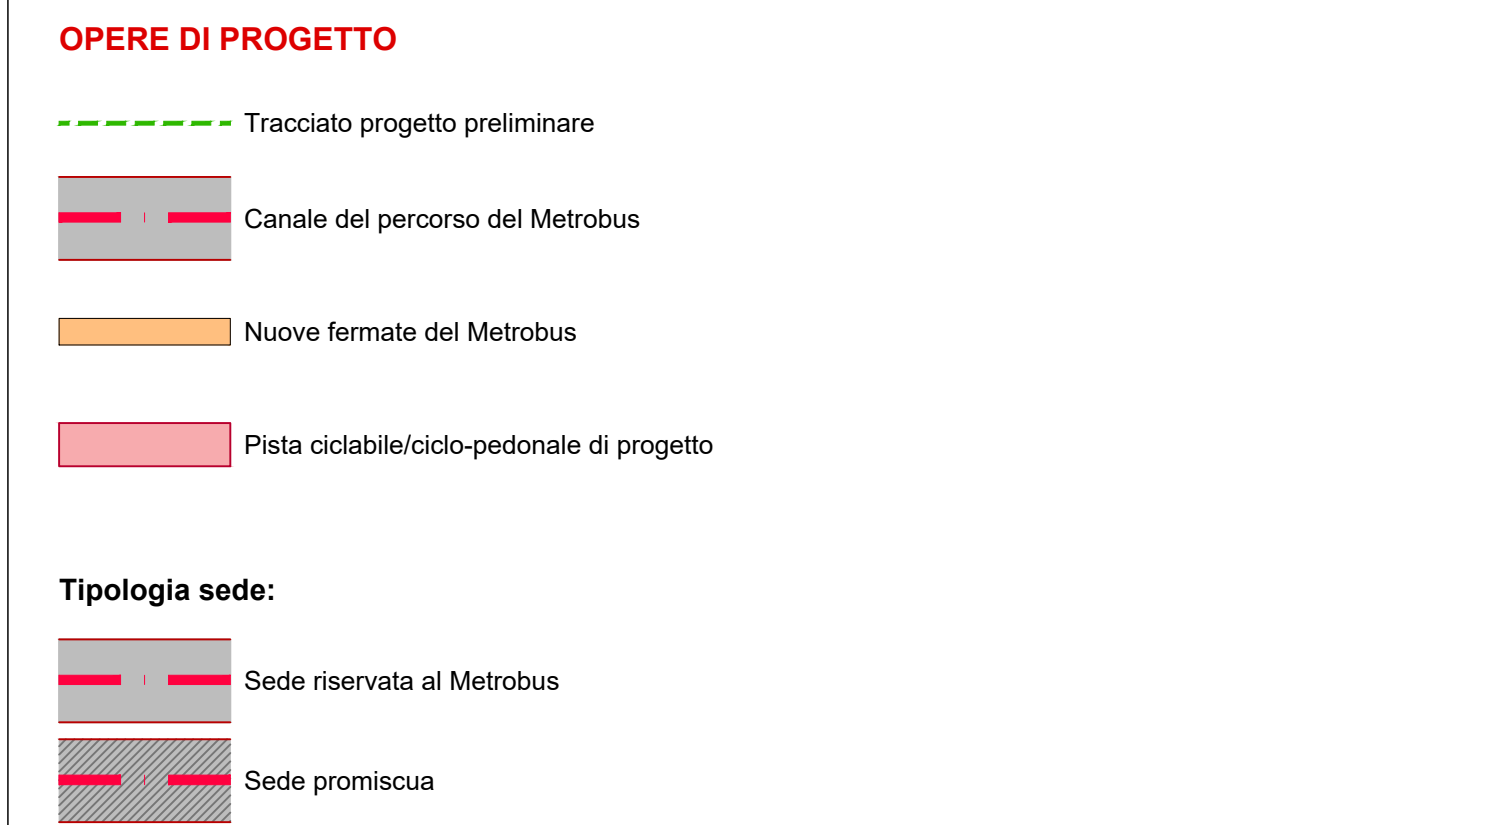 OPERE DI PROGETTO
Tracciato progetto preliminare
Canale del percorso del Metrobus
Nuove fermate del Metrobus
Pista ciclabile/ciclo-pedonale di progetto
Tipologia sede:
Sede riservata al Metrobus
Sede promiscua